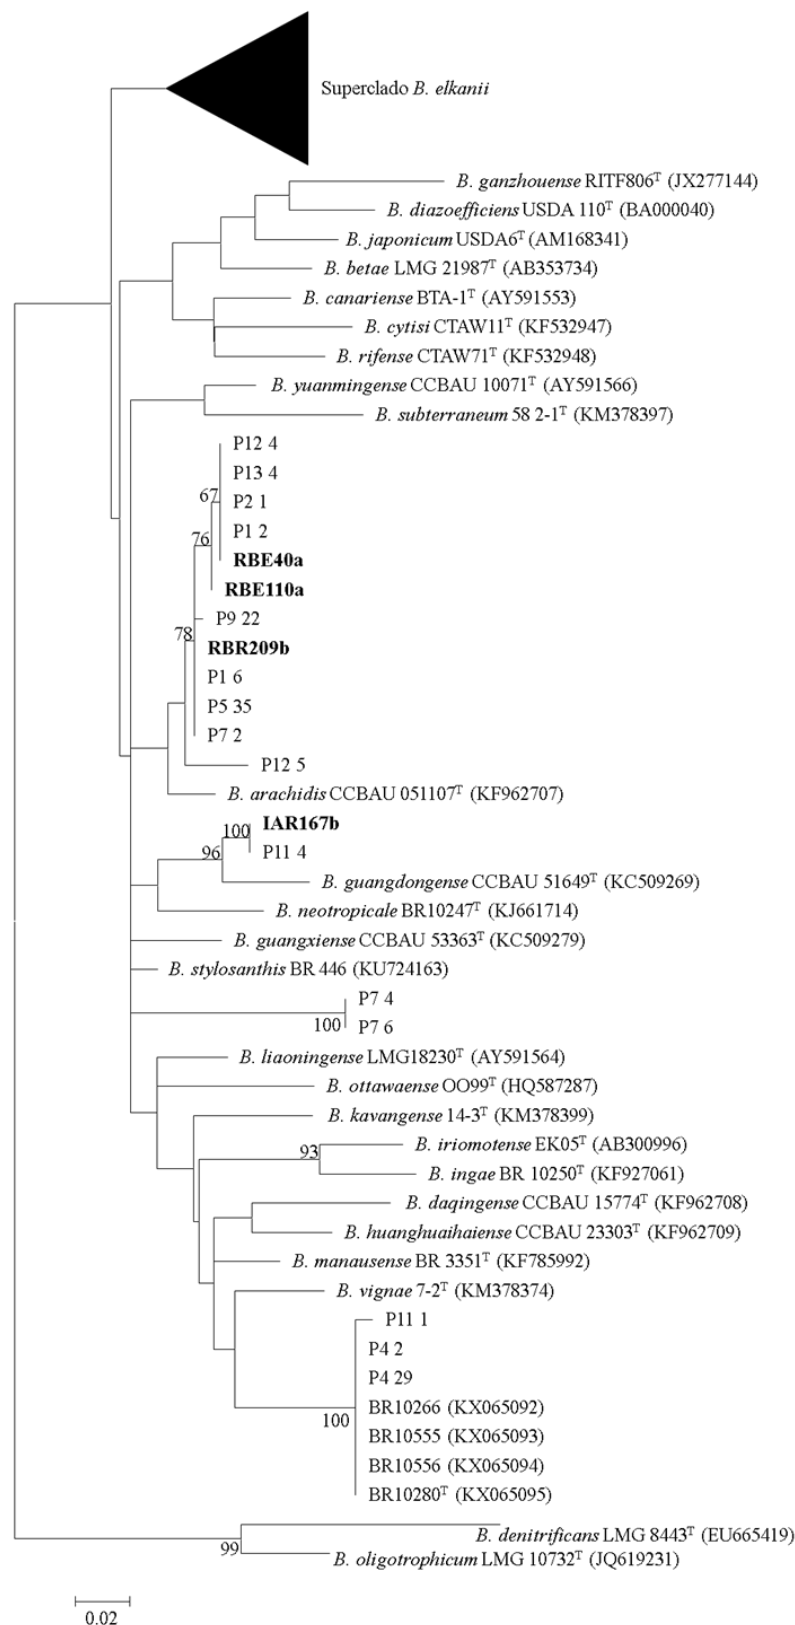 Superclado B. elkanii
B. ganzhouense RITF806ᵀ (JX277144)
B. diazoefficiens USDA 110ᵀ (BA000040)
B. japonicum USDA6ᵀ (AM168341)
B. betae LMG 21987ᵀ (AB353734)
B. canariense BTA-1ᵀ (AY591553)
B. cytisi CTAW11ᵀ (KF532947)
B. rifense CTAW71ᵀ (KF532948)
B. yuanmingense CCBAU 10071ᵀ (AY591566)
B. subterraneum 58 2-1ᵀ (KM378397)
P12 4
P13 4
67 P2 1
P1 2
76
RBE40a
RBE110a
P9 22
78
RBR209b
P1 6
P5 35
P7 2
P12 5
B. arachidis CCBAU 051107ᵀ (KF962707)
IAR167b
100
P11 4
96
B. guangdongense CCBAU 51649ᵀ (KC509269)
B. neotropicale BR10247ᵀ (KJ661714)
B. guangxiense CCBAU 53363ᵀ (KC509279)
B. stylosanthis BR 446 (KU724163)
P7 4
100 P7 6
B. liaoningense LMG18230ᵀ (AY591564)
B. ottawaense OO99ᵀ (HQ587287)
B. kavangense 14-3ᵀ (KM378399)
B. iriomotense EK05ᵀ (AB300996)
93
B. ingae BR 10250ᵀ (KF927061)
B. daqingense CCBAU 15774ᵀ (KF962708)
B. huanghuaihaiense CCBAU 23303ᵀ (KF962709)
B. manausense BR 3351ᵀ (KF785992)
B. vignae 7-2ᵀ (KM378374)
P11 1
P4 2
P4 29
BR10266 (KX065092)
100
BR10555 (KX065093)
BR10556 (KX065094)
BR10280ᵀ (KX065095)
B. denitrificans LMG 8443ᵀ (EU665419)
99
B. oligotrophicum LMG 10732ᵀ (JQ619231)
0.02